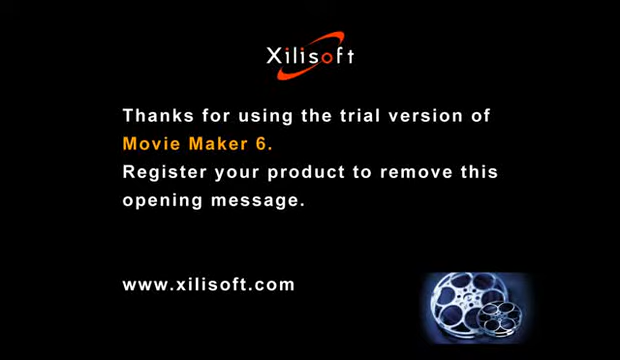 Xilisoft
Thanks for using the trial version of
Movie Maker 6.
Register your product to remove this
opening message.
www.xilisoft.com